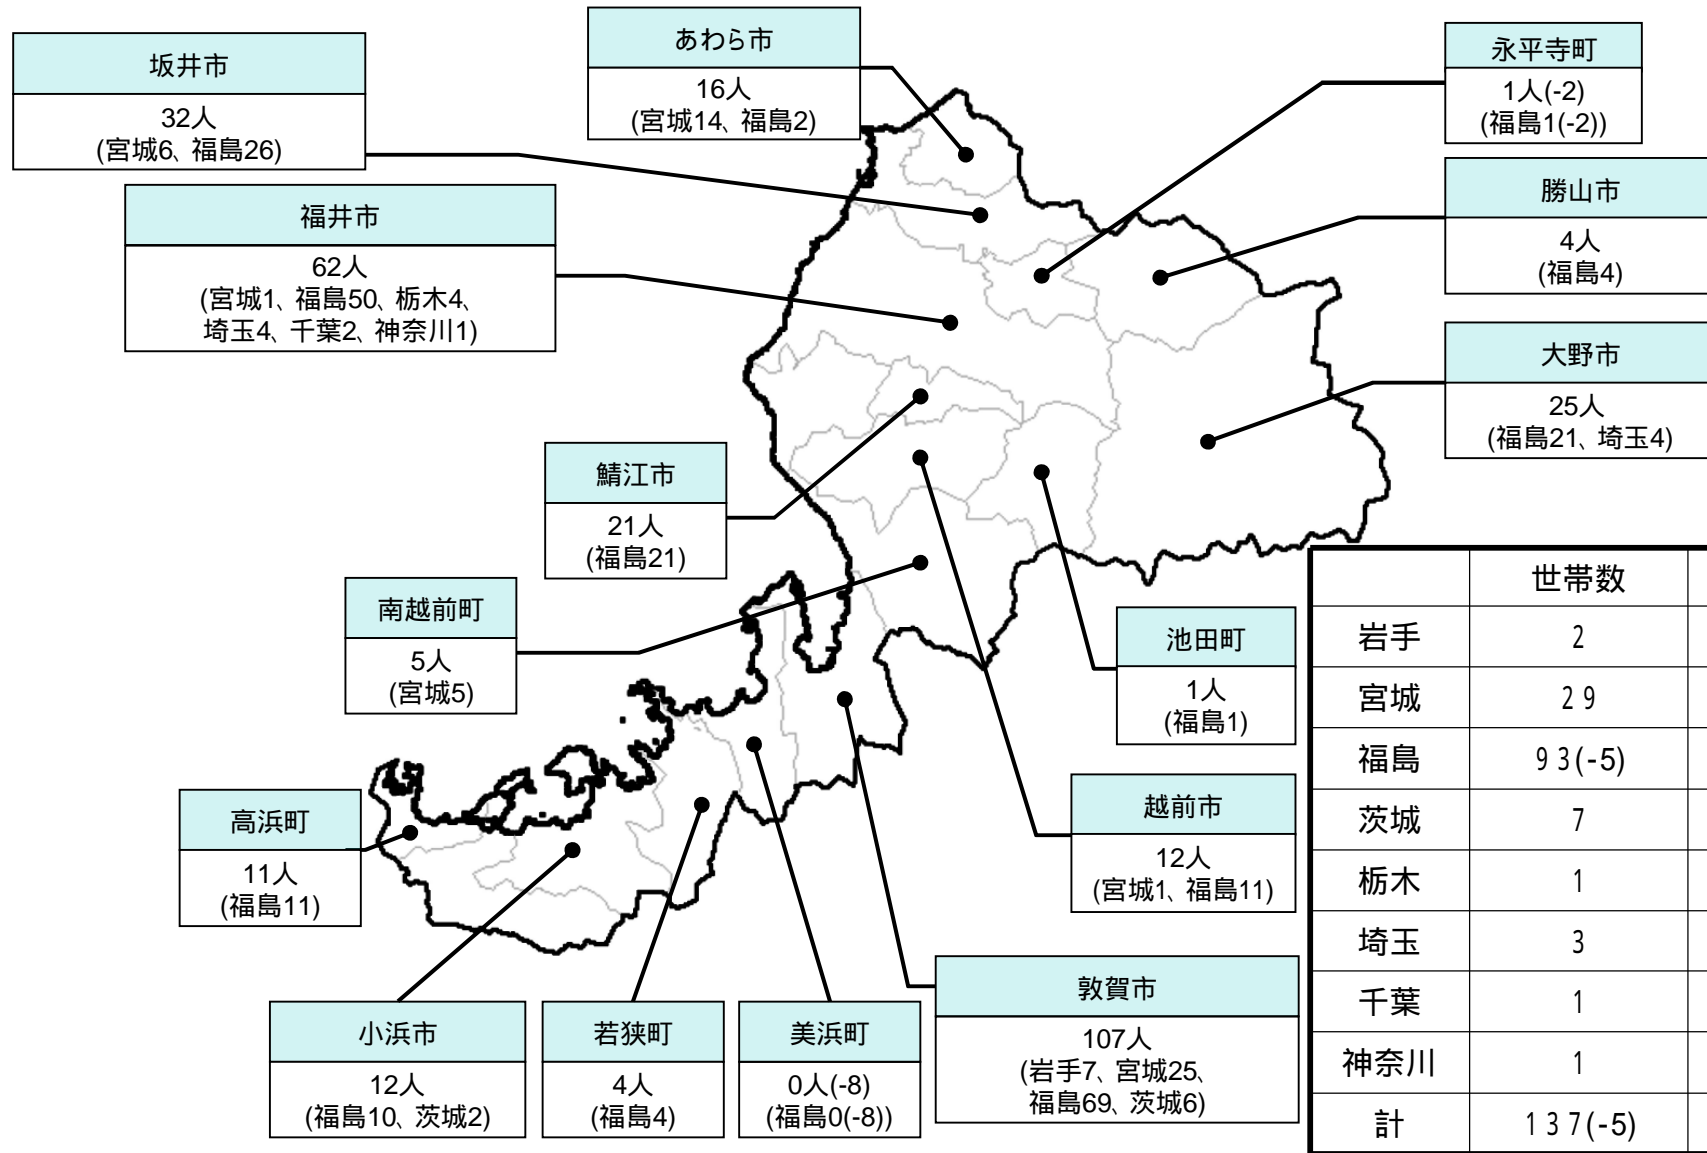 坂井市
32人
(宮城6、福島26)
あわら市
16人
(宮城14、福島2)
永平寺町
1人(-2)
(福島1(-2))
福井市
62人
(宮城1、福島50、栃木4、
埼玉4、千葉2、神奈川1)
勝山市
4人
(福島4)
大野市
25人
(福島21、埼玉4)
鯖江市
21人
(福島21)
南越前町
5人
(宮城5)
池田町
1人
(福島1)
越前市
12人
(宮城1、福島11)
高浜町
11人
(福島11)
小浜市
12人
(福島10、茨城2)
若狭町
4人
(福島4)
美浜町
0人(-8)
(福島0(-8))
敦賀市
107人
(岩手7、宮城25、
福島69、茨城6)
世帯数
岩手 2
宮城 29
福島 93(-5)
茨城 7
栃木 1
埼玉 3
千葉 1
神奈川 1
計 137(-5)